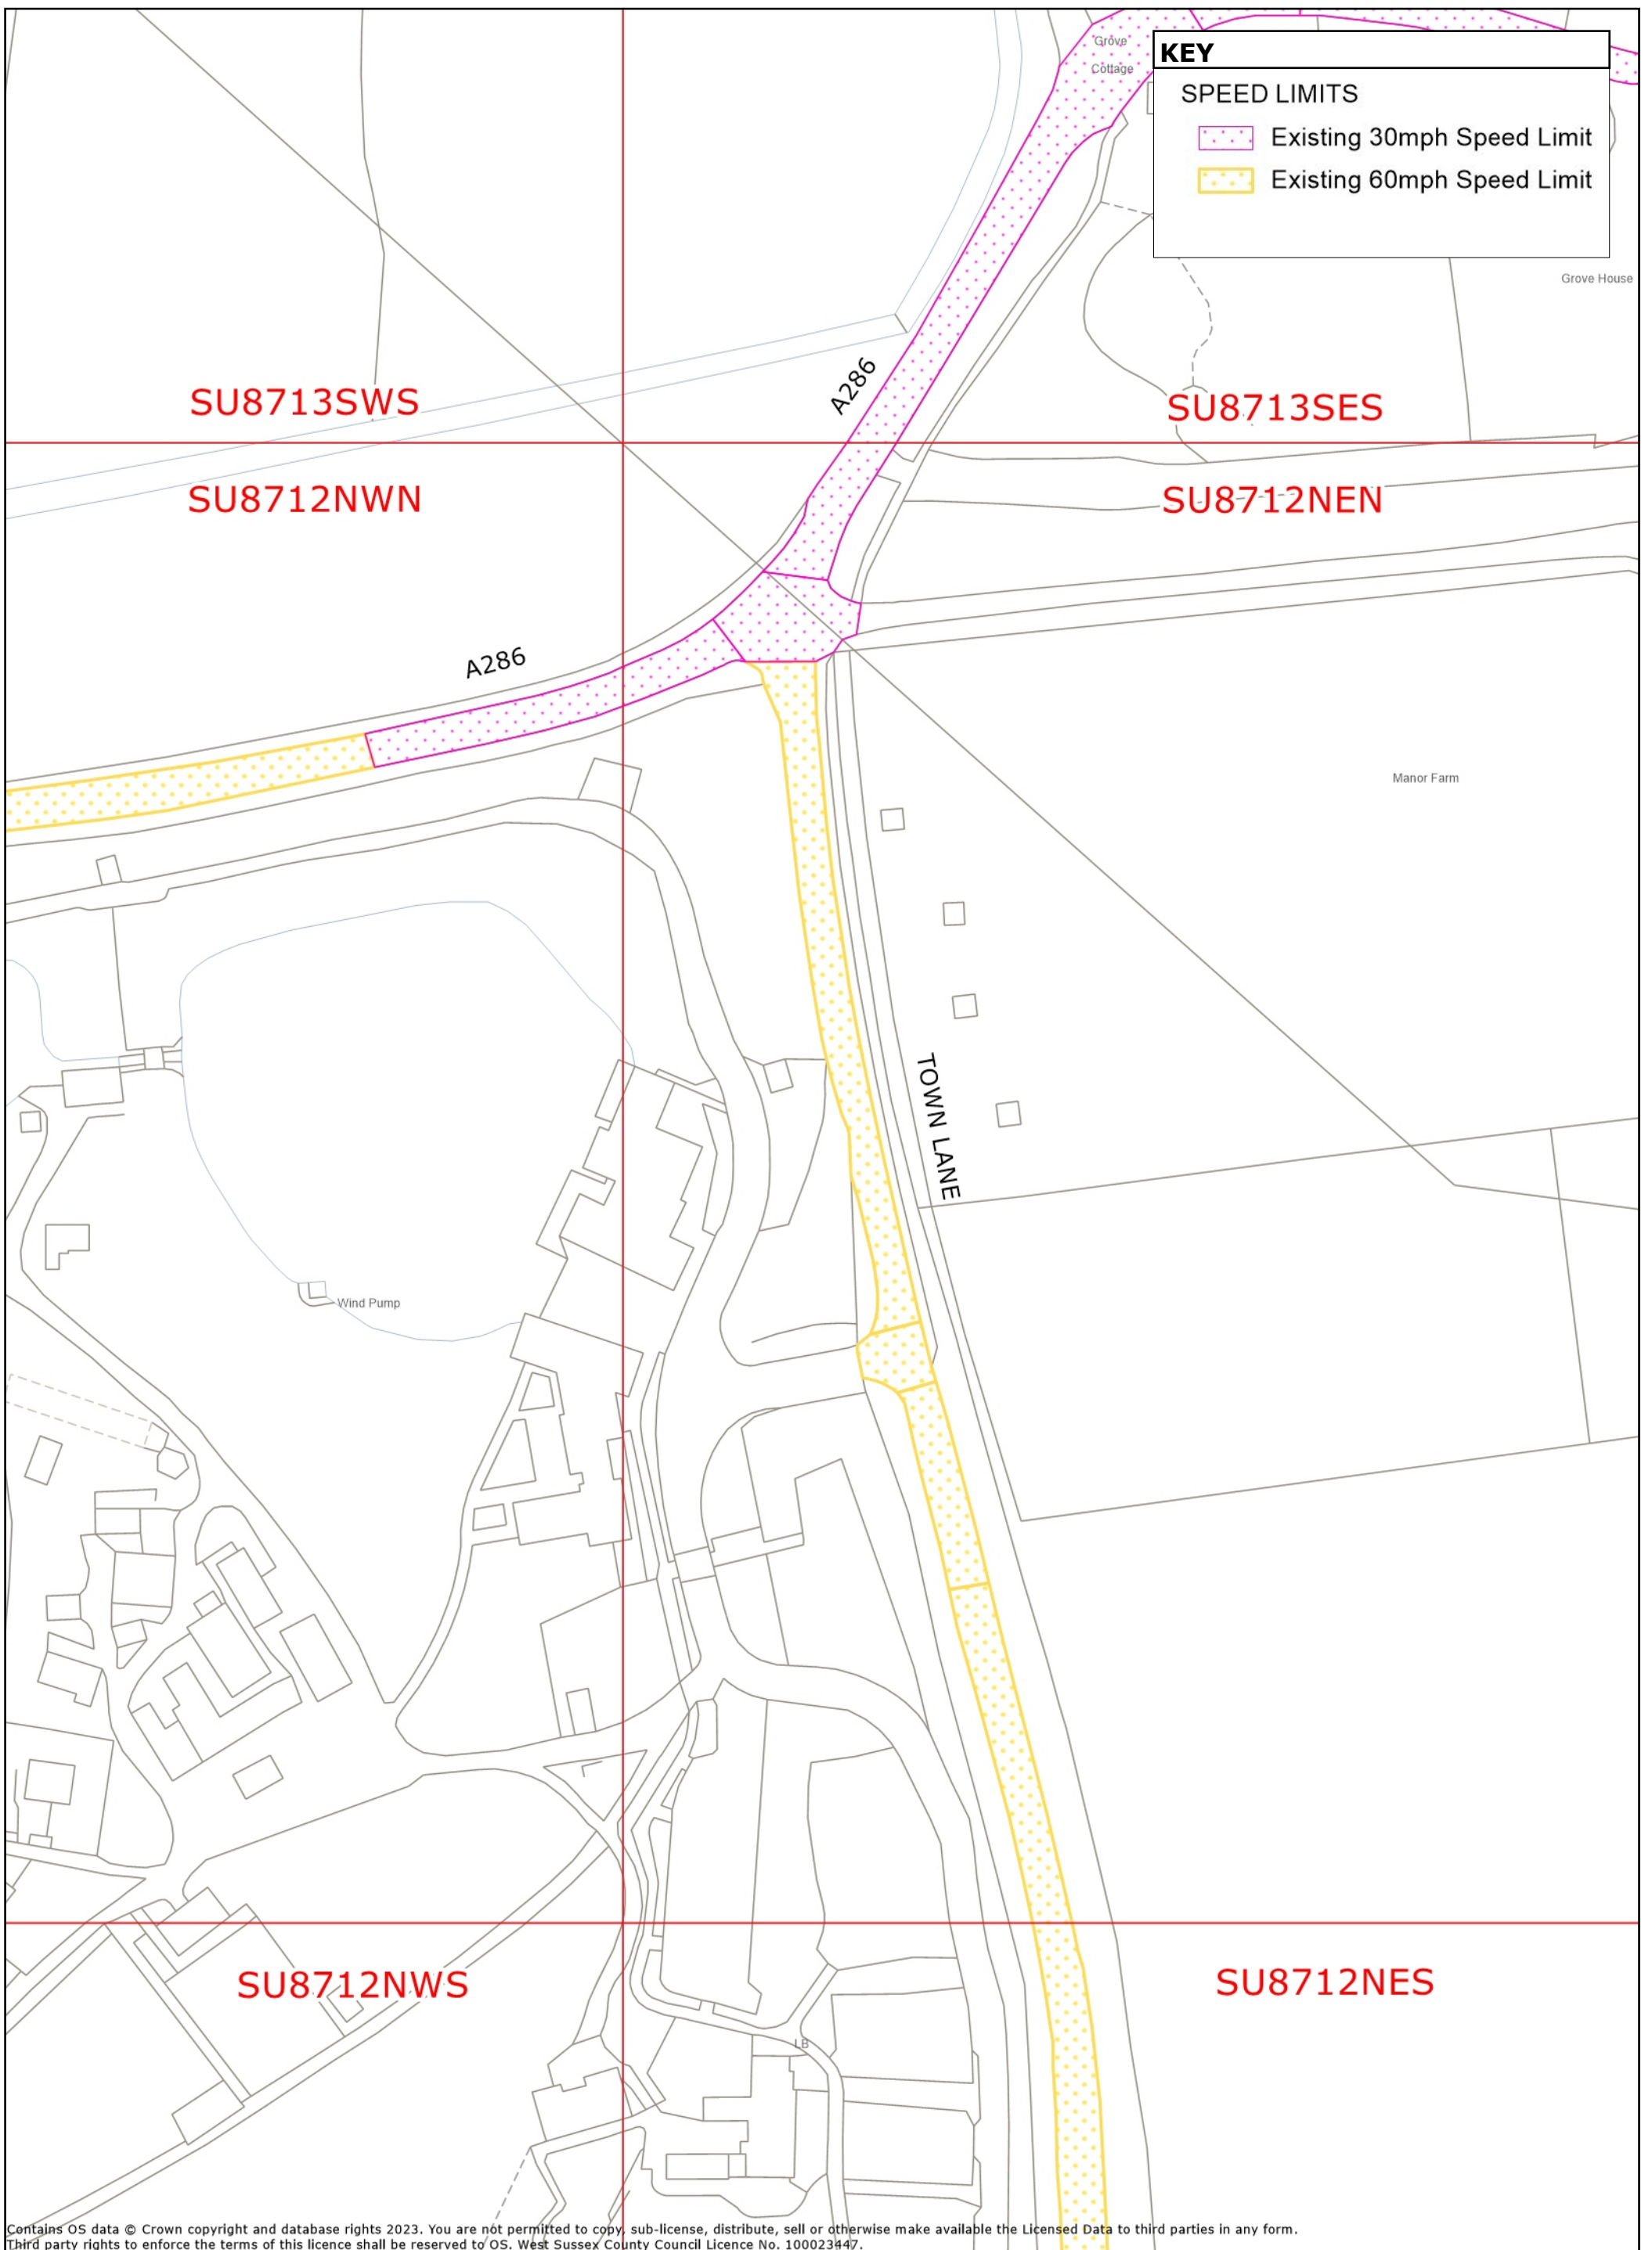 Grove
Cottage
KEY
SPEED LIMITS
Existing 30mph Speed Limit
Existing 60mph Speed Limit
Grove House
A286
SU8713SWS
SU8713SES
SU8712NWN
SU8712NEN
A286
Manor Farm
TOWN LANE
Wind Pump
SU8712NWS
SU8712NES
LB
Contains OS data © Crown copyright and database rights 2023. You are not permitted to copy, sub-license, distribute, sell or otherwise make available the Licensed Data to third parties in any form.
Third party rights to enforce the terms of this licence shall be reserved to OS. West Sussex County Council Licence No. 100023447.